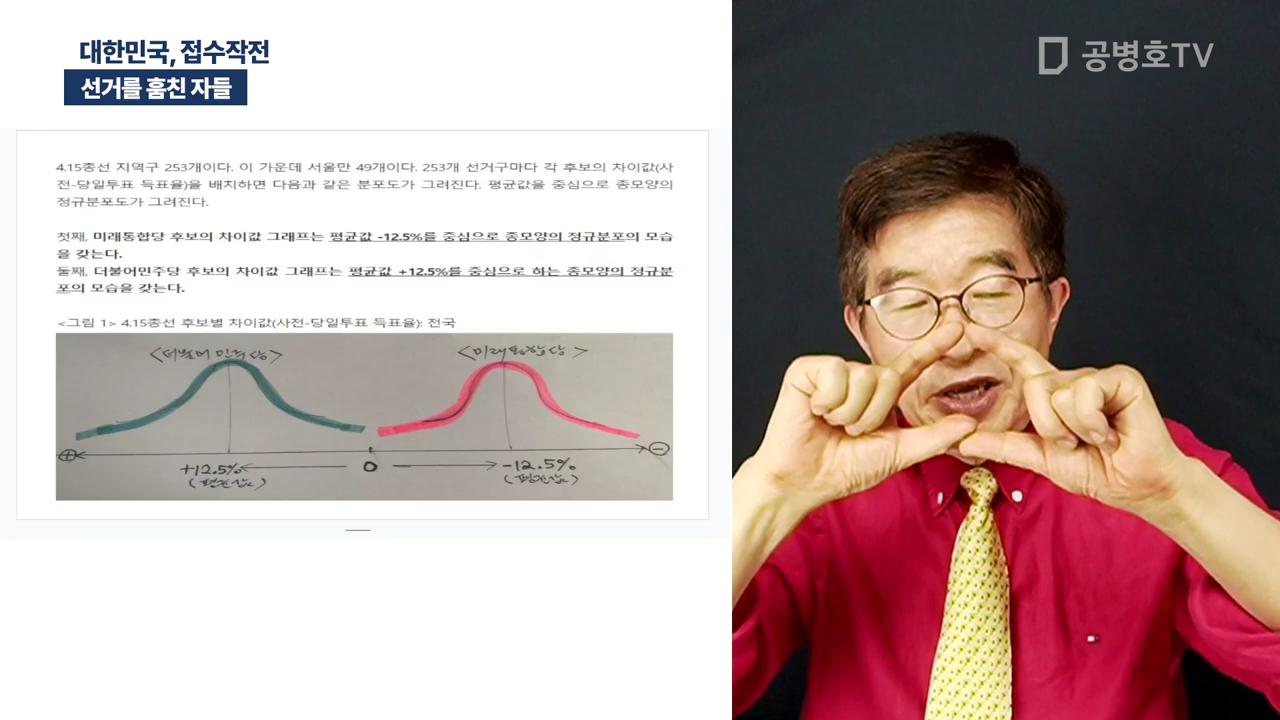 대한민국, 접수작전
선거를 훔친 자들
공병호TV
4.15총선 지역구 253개이다. 이 가운데 서울만 49개이다. 253개 선거구마다 각 후보의 차이값(사
전-당일투표 득표율)을 배치하면 다음과 같은 분포도가 그려진다. 평균값을 중심으로 종모양의
정규분포도가 그려진다.
첫째, 미래통합당 후보의 차이값 그래프는 평균값 -12.5%를 중심으로 종모양의 정규분포의 모습
을 갖는다.
둘째, 더불어민주당 후보의 차이값 그래프는 평균값 +12.5%를 중심으로 하는 종모양의 정규분
포의 모습을 갖는다.
<그림 1> 4.15총선 후보별 차이값(사전-당일투표 득표율): 전국
<더불어 민주당> <미래통합당>
+ 0 -
+12.5% -12.5%